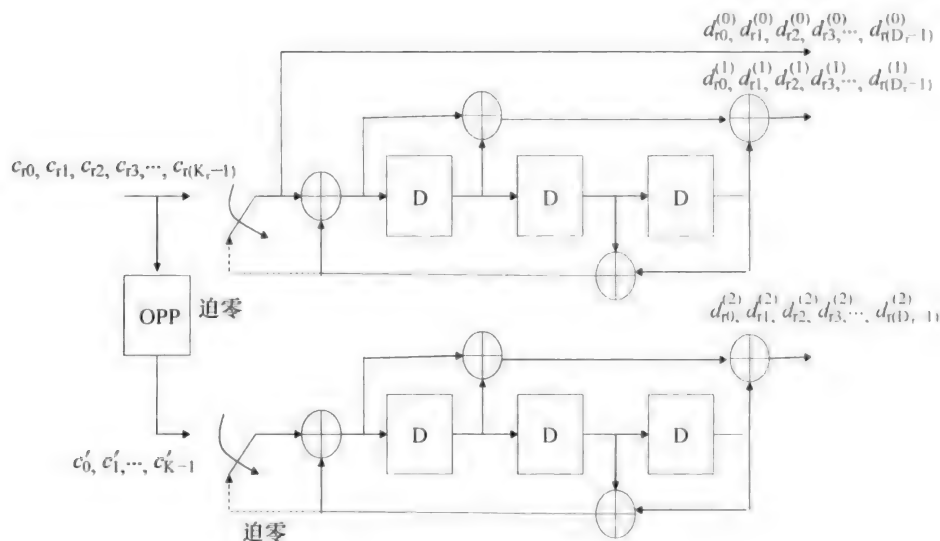 d_{r0}^{(0)}, d_{r1}^{(0)}, d_{r2}^{(0)}, d_{r3}^{(0)},⋯, d_{r(D_r−1)}^{(0)}
d_{r0}^{(1)}, d_{r1}^{(1)}, d_{r2}^{(1)}, d_{r3}^{(1)},⋯, d_{r(D_r−1)}^{(1)}
c_{r0}, c_{r1}, c_{r2}, c_{r3},⋯, c_{r(K_r−1)}
D
D
D
OPP
迫零
d_{r0}^{(2)}, d_{r1}^{(2)}, d_{r2}^{(2)}, d_{r3}^{(2)},⋯, d_{r(D_r−1)}^{(2)}
D
D
D
c'_0, c'_1,⋯, c'_{K−1}
迫零